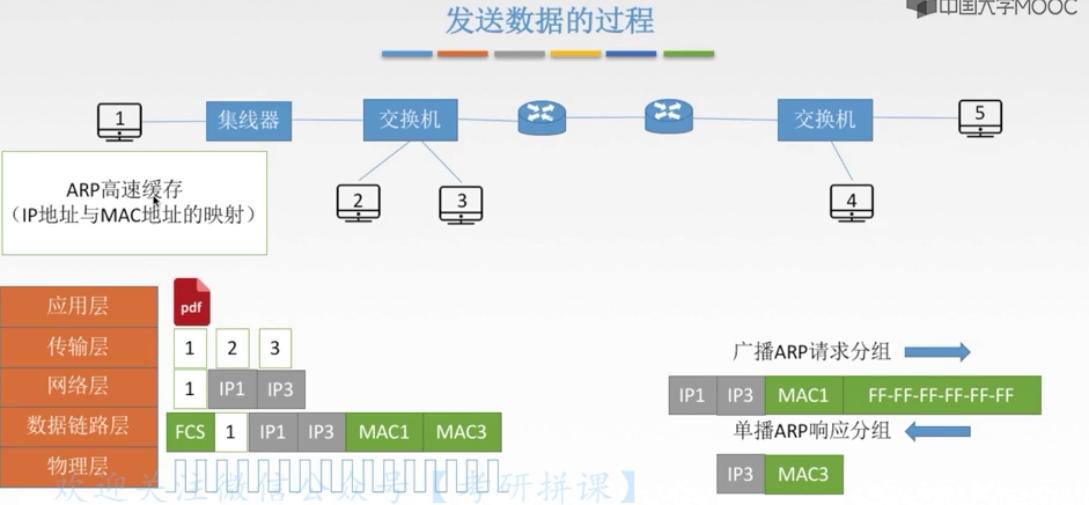 中国大学MOOC
发送数据的过程
1 集线器 交换机 交换机 5
ARP高速缓存
（IP地址与MAC地址的映射）
2 3 4
应用层 pdf
传输层 1 2 3
广播ARP请求分组
网络层 1 IP1 IP3
IP1 IP3 MAC1 FF-FF-FF-FF-FF-FF
数据链路层 FCS 1 IP1 IP3 MAC1 MAC3
单播ARP响应分组
物理层
IP3 MAC3
欢迎关注微信公众号【考研拼课】